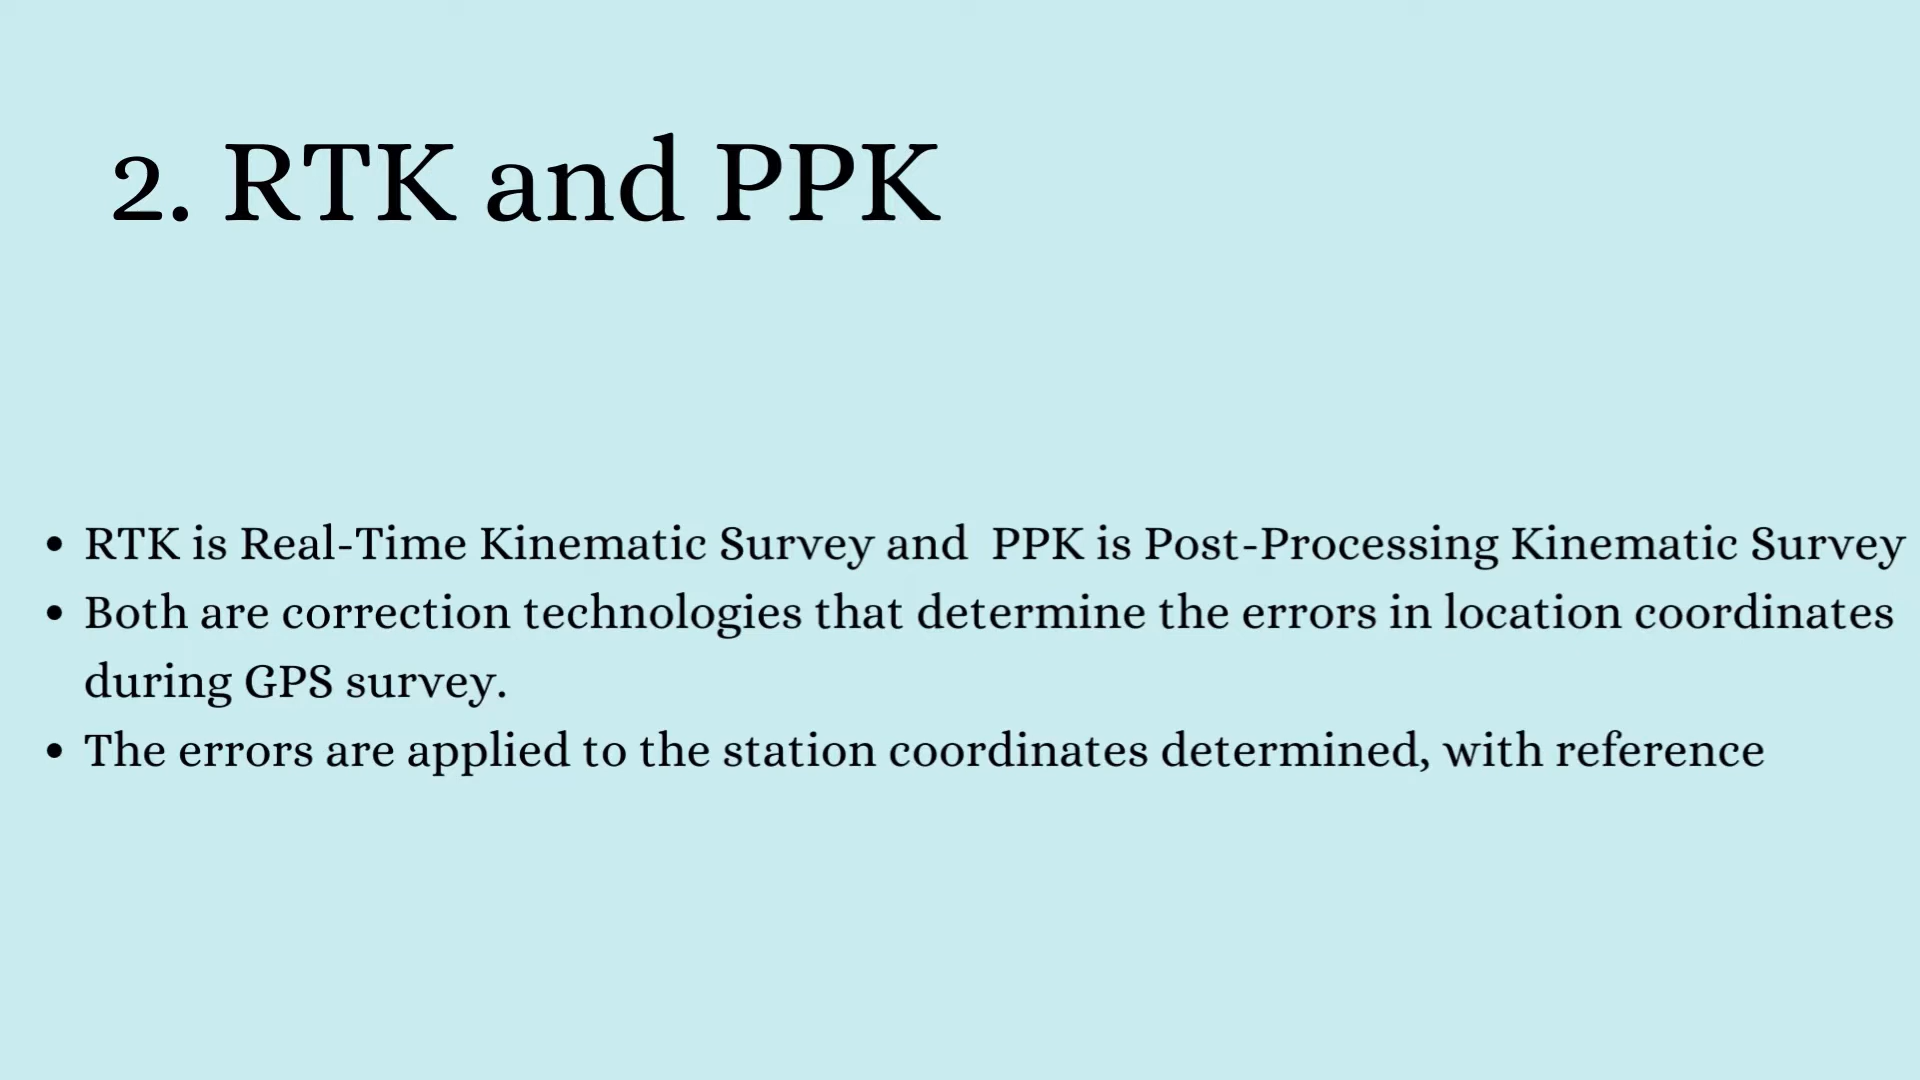 2. RTK and PPK
• RTK is Real-Time Kinematic Survey and  PPK is Post-Processing Kinematic Survey
• Both are correction technologies that determine the errors in location coordinates
during GPS survey.
• The errors are applied to the station coordinates determined, with reference